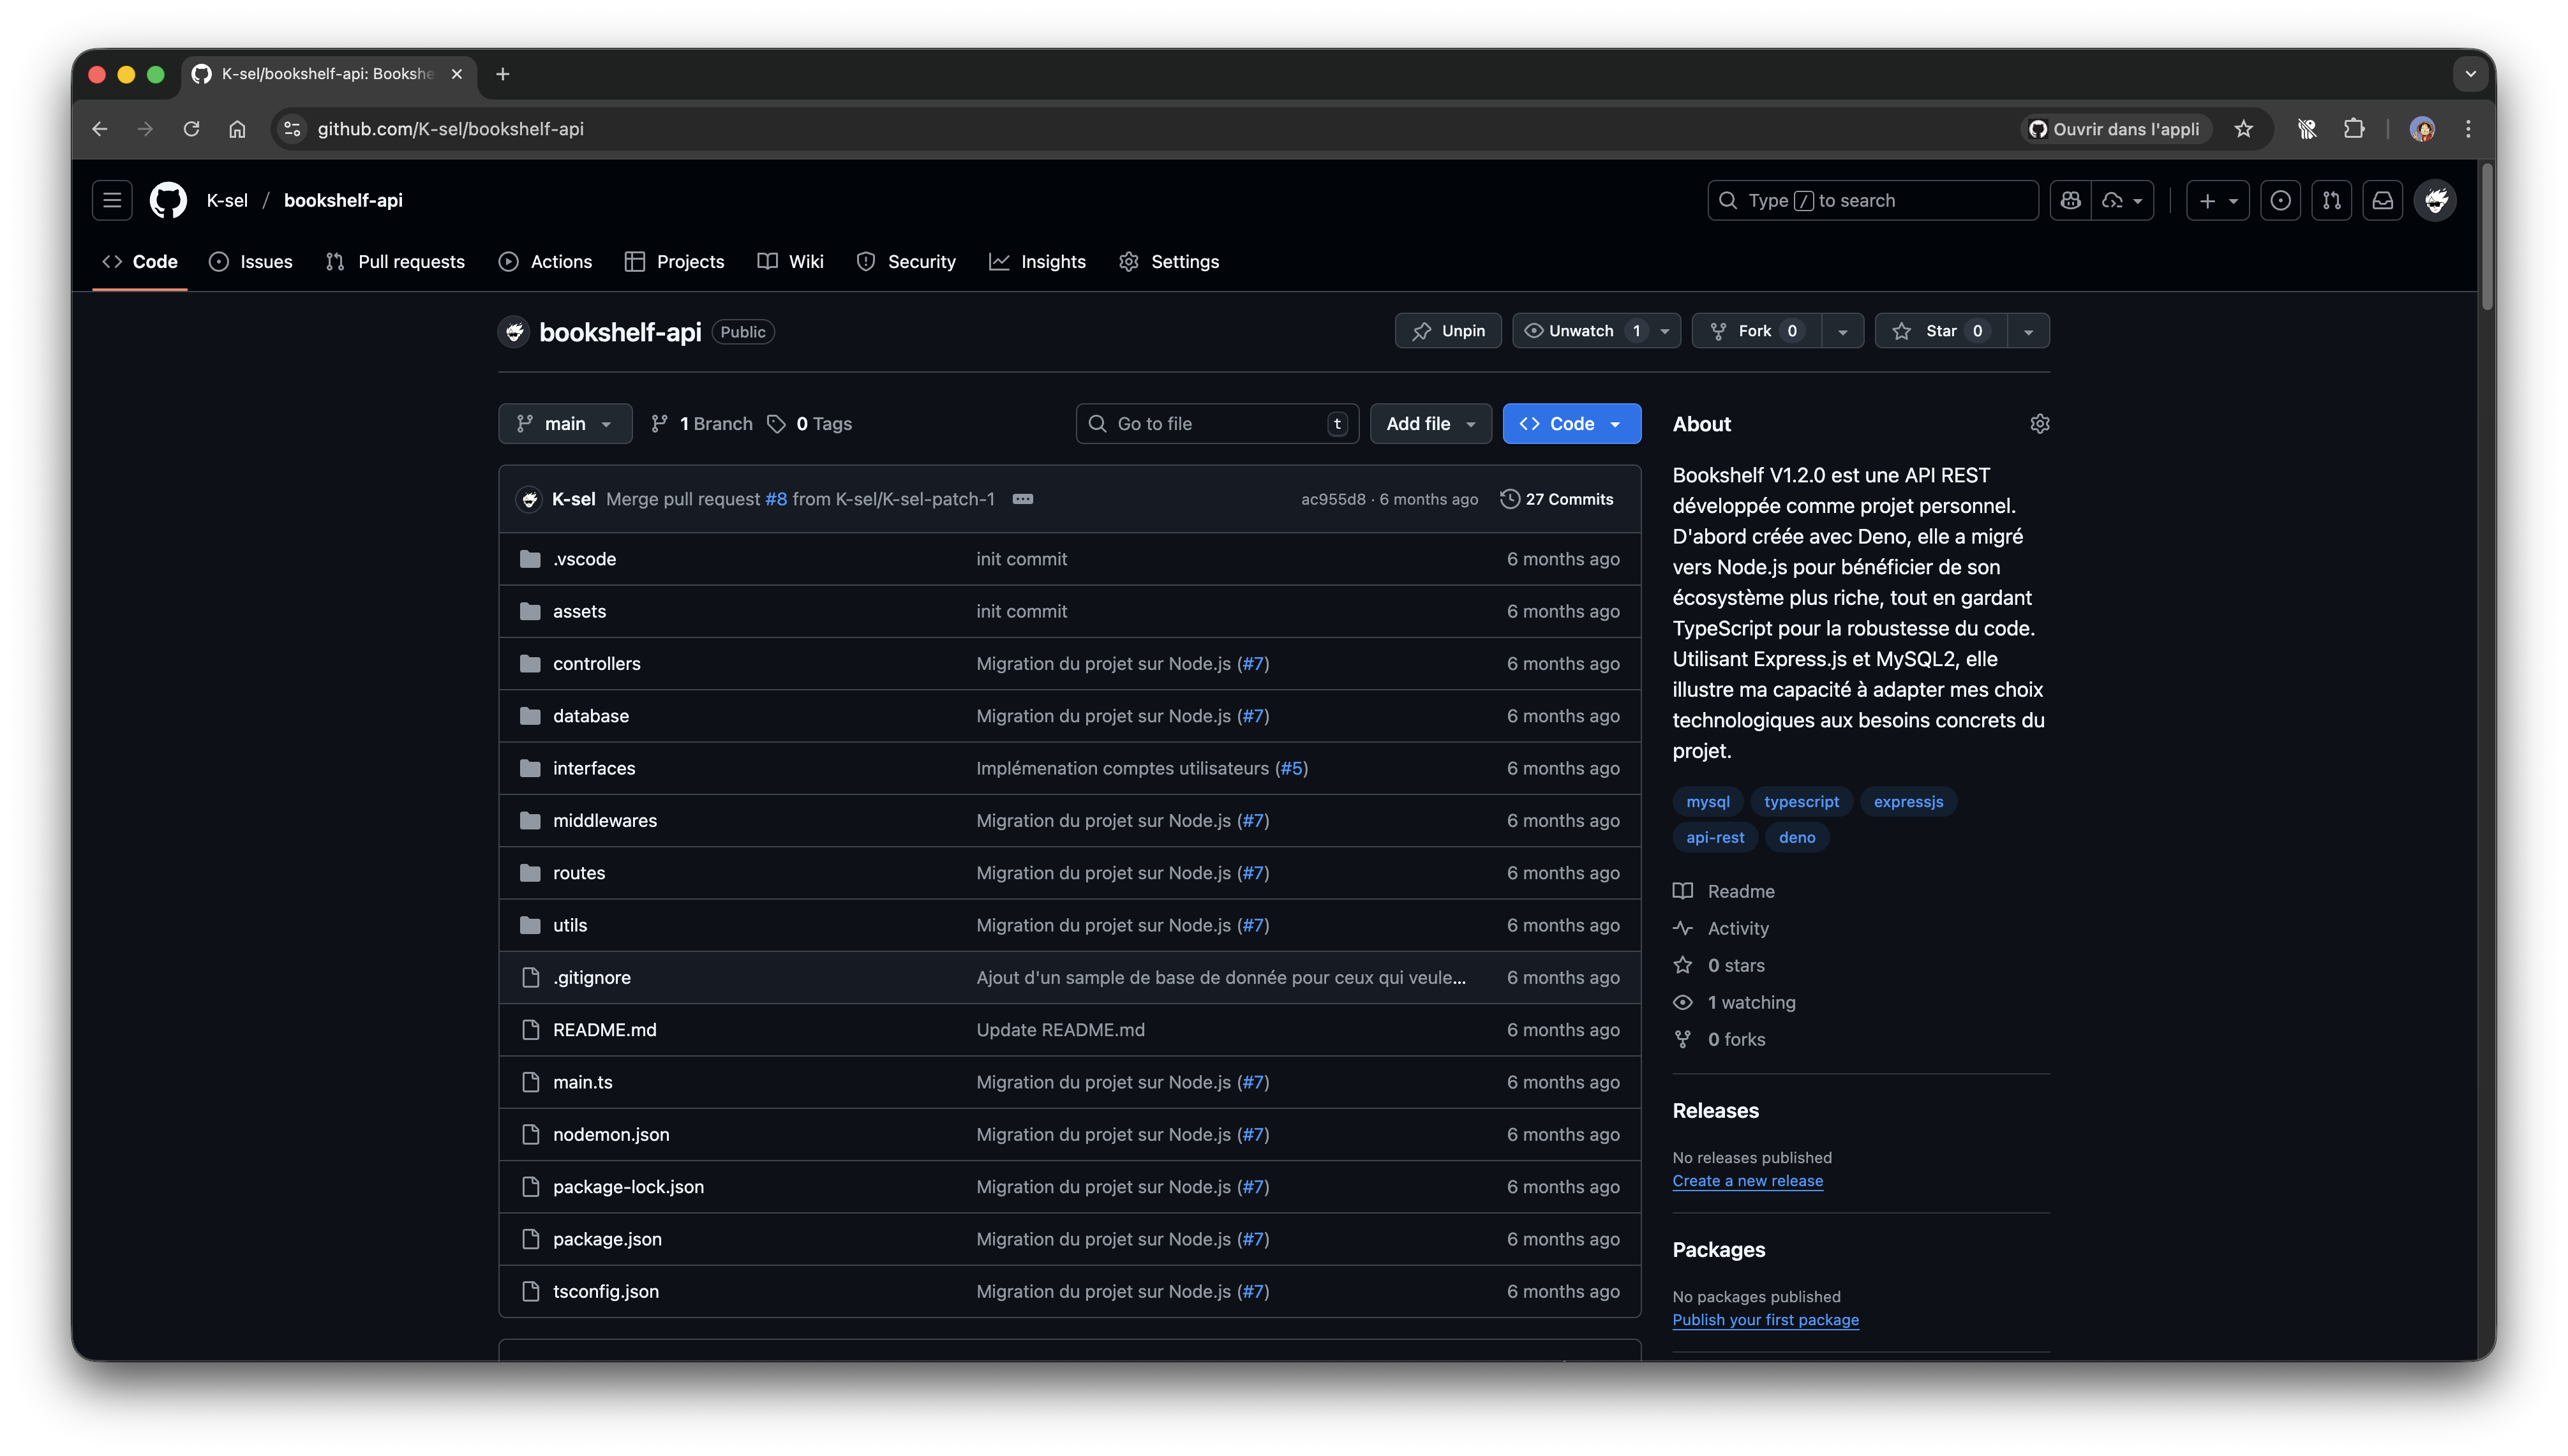 K-sel/bookshelf-api: Bookshe
github.com/K-sel/bookshelf-api
Ouvrir dans l'appli
K-sel / bookshelf-api
Type / to search
Code
Issues
Pull requests
Actions
Projects
Wiki
Security
Insights
Settings
bookshelf-api Public
Unpin
Unwatch 1
Fork 0
Star 0
main
1 Branch
0 Tags
Go to file t
Add file
Code
K-sel Merge pull request #8 from K-sel/K-sel-patch-1
ac955d8 · 6 months ago
27 Commits
.vscode init commit 6 months ago
assets init commit 6 months ago
controllers Migration du projet sur Node.js (#7) 6 months ago
database Migration du projet sur Node.js (#7) 6 months ago
interfaces Implémenation comptes utilisateurs (#5) 6 months ago
middlewares Migration du projet sur Node.js (#7) 6 months ago
routes Migration du projet sur Node.js (#7) 6 months ago
utils Migration du projet sur Node.js (#7) 6 months ago
.gitignore Ajout d'un sample de base de donnée pour ceux qui veule... 6 months ago
README.md Update README.md 6 months ago
main.ts Migration du projet sur Node.js (#7) 6 months ago
nodemon.json Migration du projet sur Node.js (#7) 6 months ago
package-lock.json Migration du projet sur Node.js (#7) 6 months ago
package.json Migration du projet sur Node.js (#7) 6 months ago
tsconfig.json Migration du projet sur Node.js (#7) 6 months ago
About
Bookshelf V1.2.0 est une API REST
développée comme projet personnel.
D'abord créée avec Deno, elle a migré
vers Node.js pour bénéficier de son
écosystème plus riche, tout en gardant
TypeScript pour la robustesse du code.
Utilisant Express.js et MySQL2, elle
illustre ma capacité à adapter mes choix
technologiques aux besoins concrets du
projet.
mysql typescript expressjs
api-rest deno
Readme
Activity
0 stars
1 watching
0 forks
Releases
No releases published
Create a new release
Packages
No packages published
Publish your first package